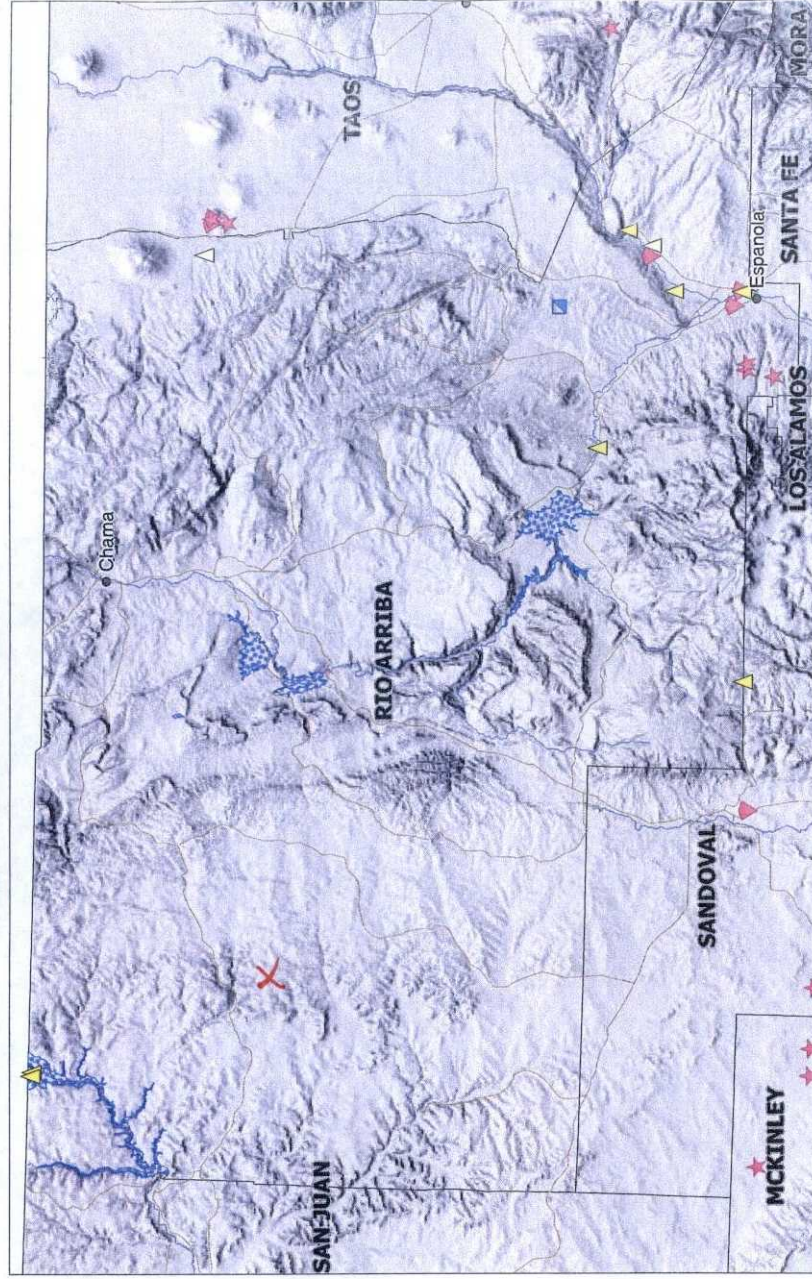 Chama
SAN JUAN
TAOS
RIO ARRIBA
SANDOVAL
Espanola
MCKINLEY
SANTA FE
LOS ALAMOS
MORA